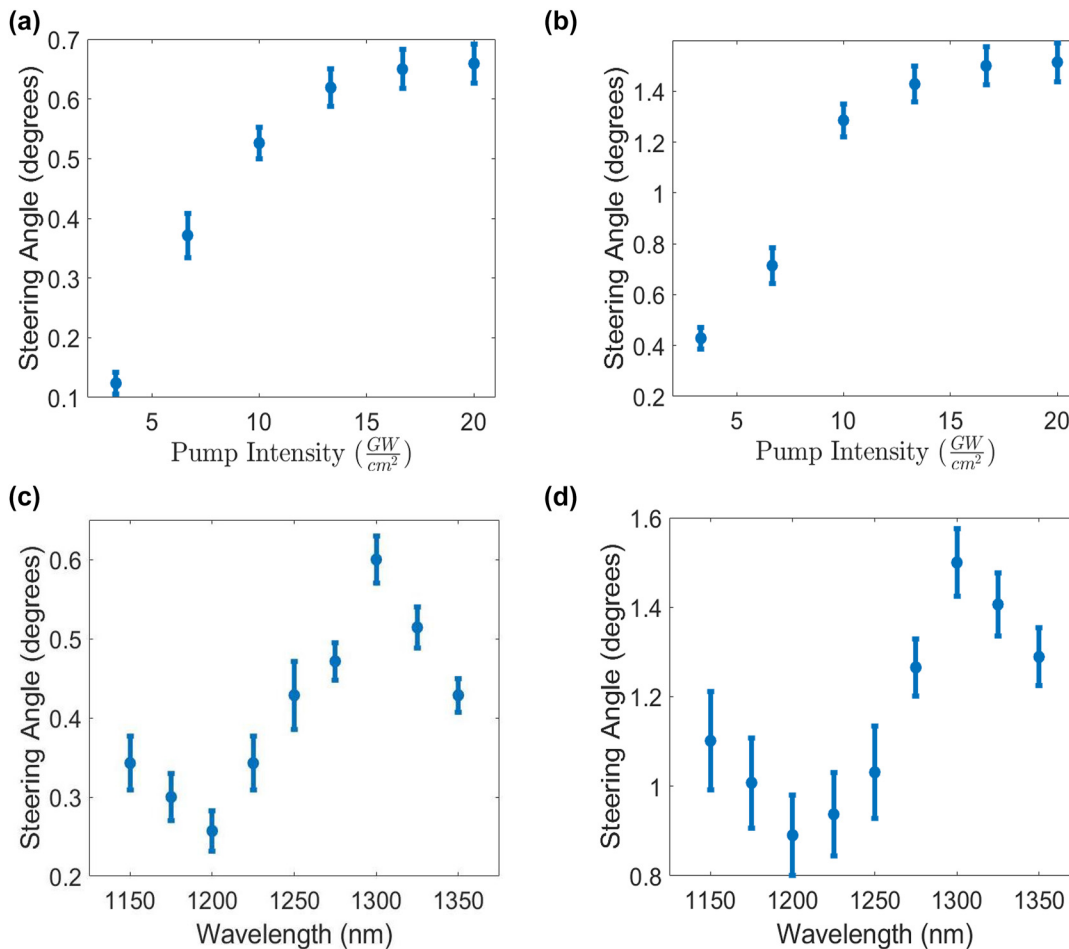 (a)
0.7
0.6
0.5
0.4
0.3
0.2
0.1
Steering Angle (degrees)
5 10 15 20
Pump Intensity (GW/cm²)
(b)
1.4
1.2
1
0.8
0.6
0.4
0.2
Steering Angle (degrees)
5 10 15 20
Pump Intensity (GW/cm²)
(c)
0.6
0.5
0.4
0.3
0.2
Steering Angle (degrees)
1150 1200 1250 1300 1350
Wavelength (nm)
(d)
1.6
1.4
1.2
1
0.8
Steering Angle (degrees)
1150 1200 1250 1300 1350
Wavelength (nm)